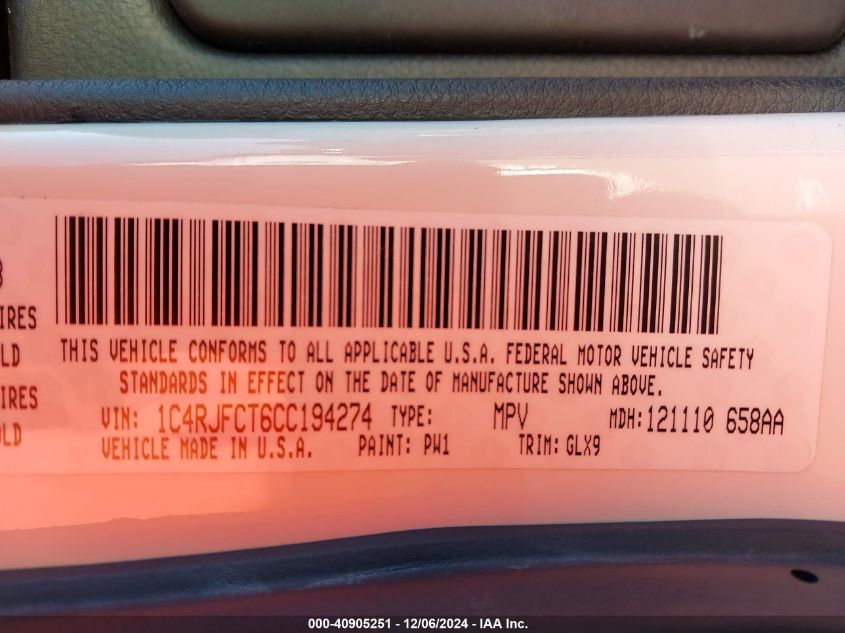 IRES
LD
IRES
OLD
THIS VEHICLE CONFORMS TO ALL APPLICABLE U.S.A. FEDERAL MOTOR VEHICLE SAFETY
STANDARDS IN EFFECT ON THE DATE OF MANUFACTURE SHOWN ABOVE.
VIN: 1C4RJFCT6CC194274 TYPE: MPV MDH:121110 658AA
VEHICLE MADE IN U.S.A. PAINT: PW1 TRIM: GLX9
000-40905251 - 12/06/2024 - IAA Inc.